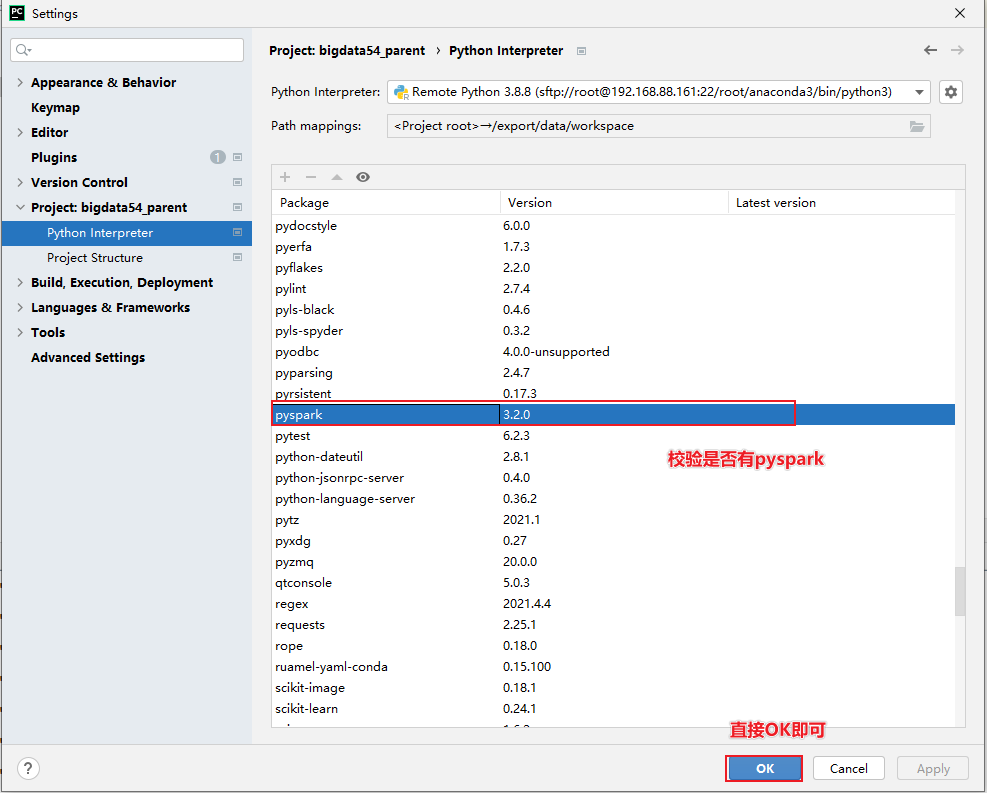 PC Settings
Project: bigdata54_parent › Python Interpreter
Appearance & Behavior
Keymap
Editor
Plugins 1
Version Control
Project: bigdata54_parent
Python Interpreter
Project Structure
Build, Execution, Deployment
Languages & Frameworks
Tools
Advanced Settings
Python Interpreter: Remote Python 3.8.8 (sftp://root@192.168.88.161:22/root/anaconda3/bin/python3)
Path mappings: <Project root>→/export/data/workspace
Package Version Latest version
pydocstyle 6.0.0
pyerfa 1.7.3
pyflakes 2.2.0
pylint 2.7.4
pyls-black 0.4.6
pyls-spyder 0.3.2
pyodbc 4.0.0-unsupported
pyparsing 2.4.7
pyrsistent 0.17.3
pyspark 3.2.0
pytest 6.2.3
python-dateutil 2.8.1
python-jsonrpc-server 0.4.0
python-language-server 0.36.2
pytz 2021.1
pyxdg 0.27
pyzmq 20.0.0
qtconsole 5.0.3
regex 2021.4.4
requests 2.25.1
rope 0.18.0
ruamel-yaml-conda 0.15.100
scikit-image 0.18.1
scikit-learn 0.24.1
校验是否有pyspark
直接OK即可
? OK Cancel Apply